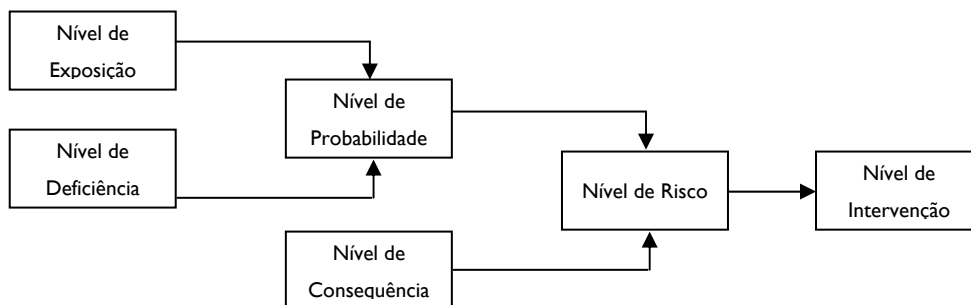 Nível de
Exposição
Nível de
Probabilidade
Nível de
Deficiência
Nível de Risco
Nível de
Intervenção
Nível de
Consequência